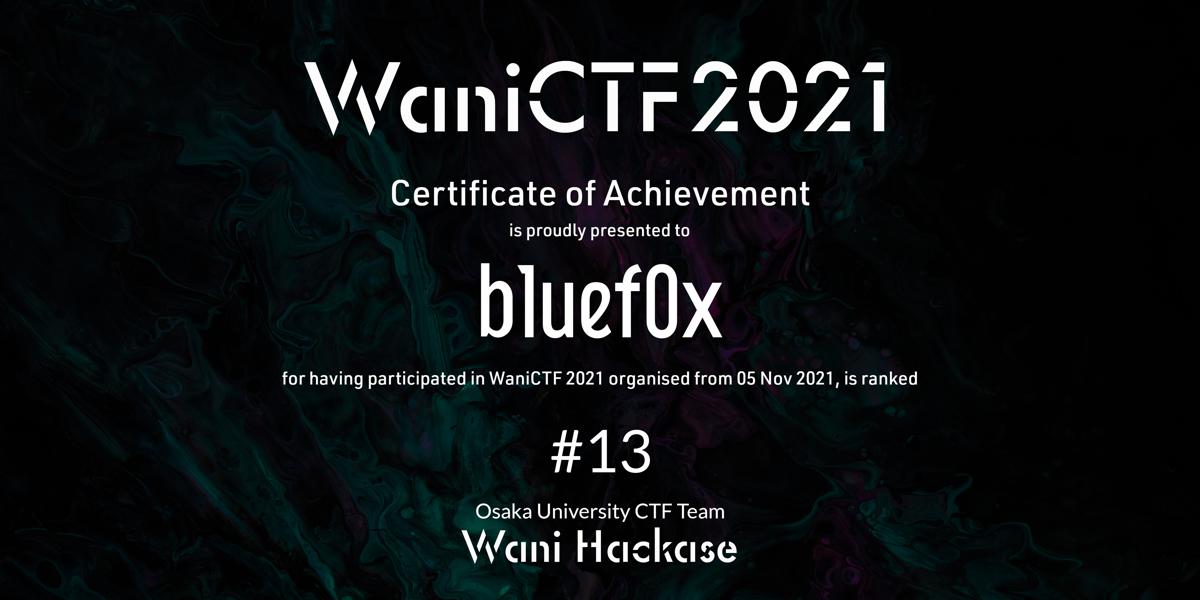 WaniCTF2021
Certificate of Achievement
is proudly presented to
bluef0x
for having participated in WaniCTF 2021 organised from 05 Nov 2021, is ranked
#13
Osaka University CTF Team
Wani Hackase